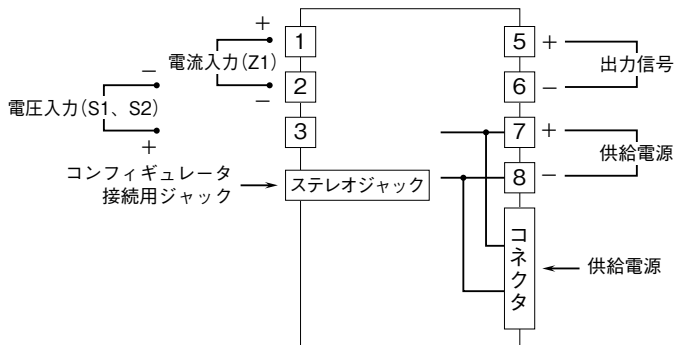 +
電流入力(Z1)
−
−
電圧入力(S1、S2)
+
コンフィギュレータ
接続用ジャック
1
2
3
ステレオジャック
5
6
7
8
+
出力信号
−
+
供給電源
−
コネクタ
供給電源